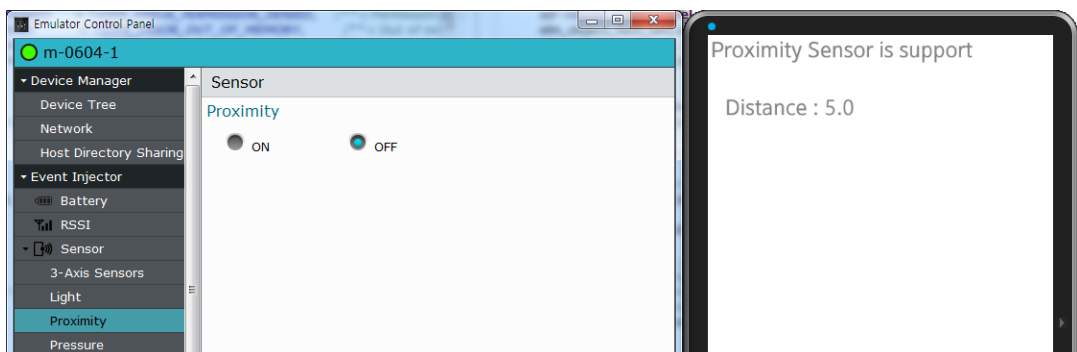 Emulator Control Panel
m-0604-1
Device Manager
Device Tree
Network
Host Directory Sharing
Event Injector
Battery
RSSI
Sensor
3-Axis Sensors
Light
Proximity
Pressure
Sensor
Proximity
ON OFF
Proximity Sensor is support
Distance : 5.0